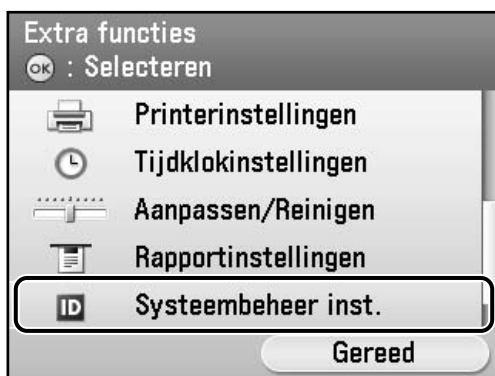 Extra functies
OK : Selecteren
Printerinstellingen
Tijdklokinstellingen
Aanpassen/Reinigen
Rapportinstellingen
ID Systeembeheer inst.
Gereed